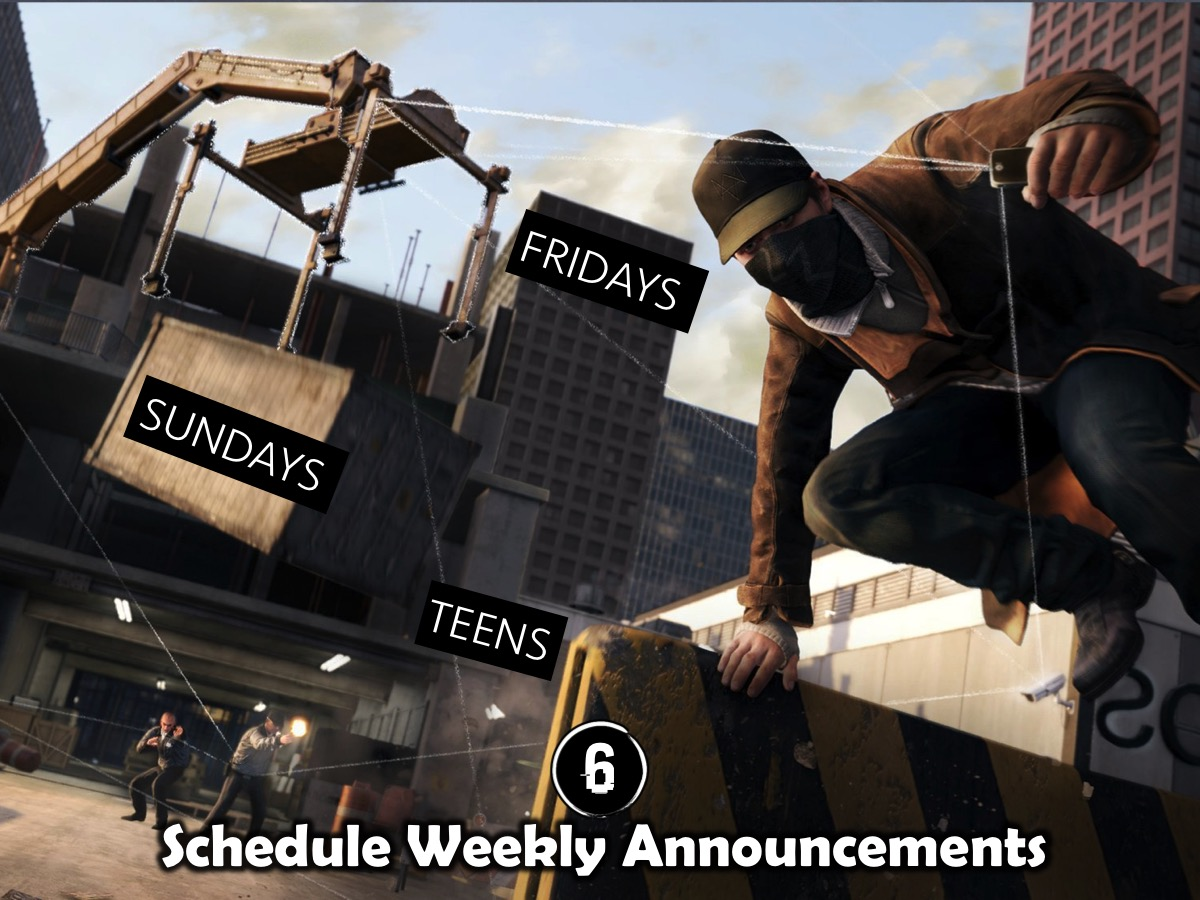 FRIDAYS
SUNDAYS
TEENS
6
Schedule Weekly Announcements